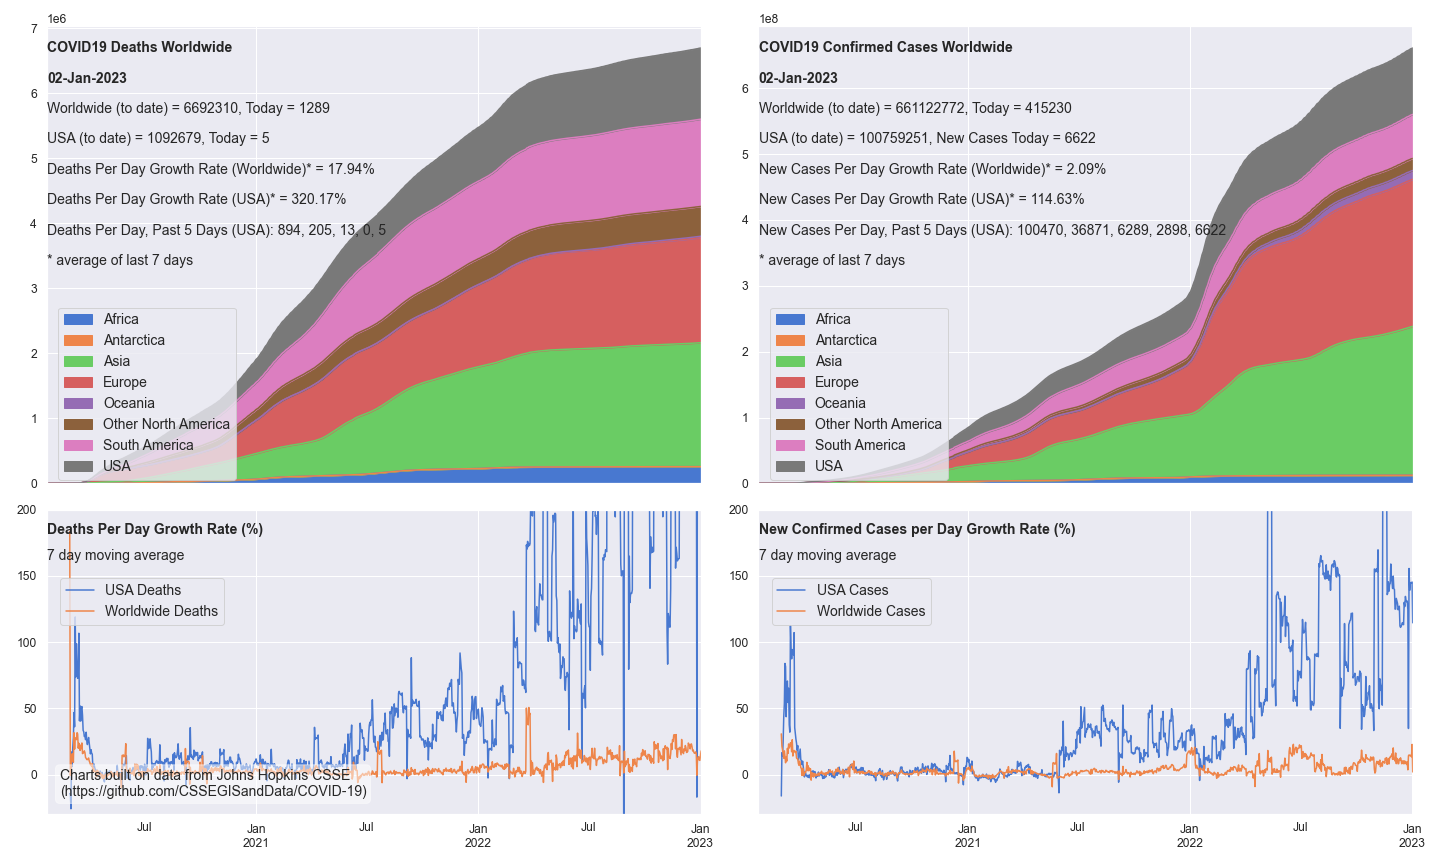 1e6
COVID19 Deaths Worldwide
02-Jan-2023
Worldwide (to date) = 6692310, Today = 1289
USA (to date) = 1092679, Today = 5
Deaths Per Day Growth Rate (Worldwide)* = 17.94%
Deaths Per Day Growth Rate (USA)* = 320.17%
Deaths Per Day, Past 5 Days (USA): 894, 205, 13, 0, 5
* average of last 7 days
7
6
5
4
3
2
1
0
Africa
Antarctica
Asia
Europe
Oceania
Other North America
South America
USA
1e8
COVID19 Confirmed Cases Worldwide
02-Jan-2023
Worldwide (to date) = 661122772, Today = 415230
USA (to date) = 100759251, New Cases Today = 6622
New Cases Per Day Growth Rate (Worldwide)* = 2.09%
New Cases Per Day Growth Rate (USA)* = 114.63%
New Cases Per Day, Past 5 Days (USA): 100470, 36871, 6289, 2898, 6622
* average of last 7 days
6
5
4
3
2
1
0
Africa
Antarctica
Asia
Europe
Oceania
Other North America
South America
USA
Deaths Per Day Growth Rate (%)
7 day moving average
USA Deaths
Worldwide Deaths
200
150
100
50
0
Charts built on data from Johns Hopkins CSSE
(https://github.com/CSSEGISandData/COVID-19)
Jul
Jan
2021
Jul
Jan
2022
Jul
Jan
2023
New Confirmed Cases per Day Growth Rate (%)
7 day moving average
USA Cases
Worldwide Cases
200
150
100
50
0
Jul
Jan
2021
Jul
Jan
2022
Jul
Jan
2023